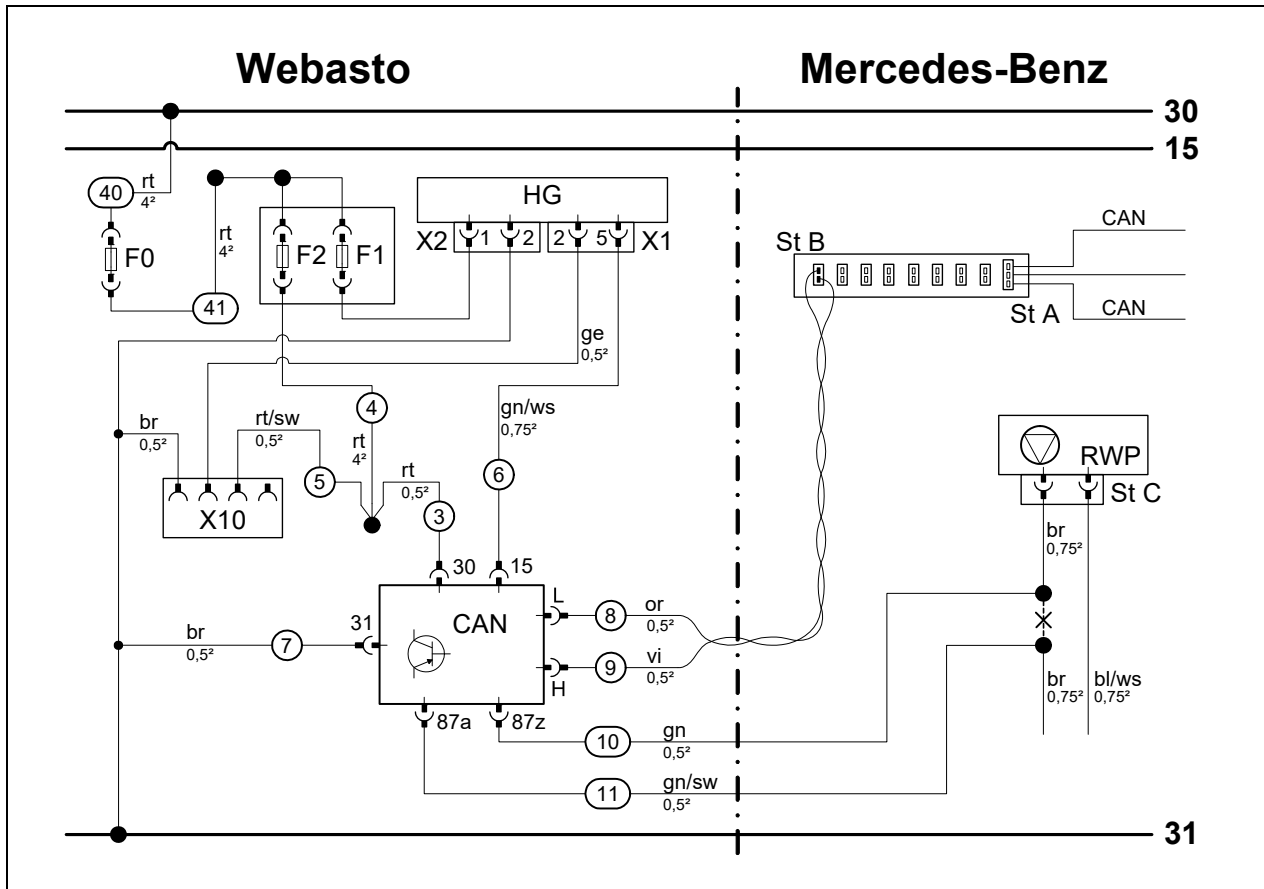 Webasto
Mercedes-Benz
30
15
40
rt
4²
F0
rt
4²
41
F2
F1
HG
X2
1
2
2
5
X1
St B
St A
CAN
CAN
ge
0,5²
4
rt
4²
gn/ws
0,75²
br
0,5²
rt/sw
0,5²
5
rt
0,5²
3
6
X10
RWP
St C
br
0,75²
30
15
31
CAN
L
H
8
or
0,5²
9
vi
0,5²
br
0,5²
7
87a
87z
10
gn
0,5²
11
gn/sw
0,5²
br
0,75²
bl/ws
0,75²
31